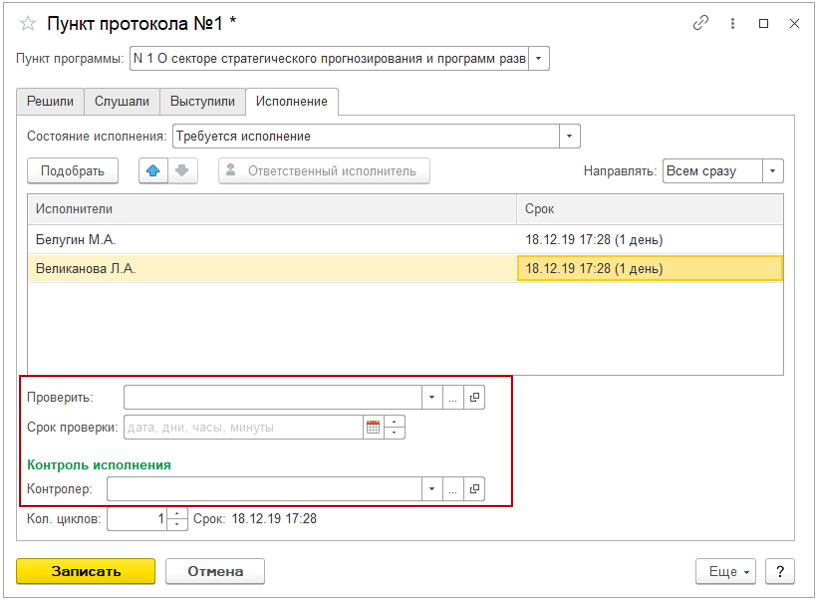 Пункт протокола №1 *
Пункт программы: N 1 О секторе стратегического прогнозирования и программ разв
Решили Слушали Выступили Исполнение
Состояние исполнения: Требуется исполнение
Подобрать Ответственный исполнитель Направлять: Всем сразу
Исполнители Срок
Белугин М.А. 18.12.19 17:28 (1 день)
Великанова Л.А. 18.12.19 17:28 (1 день)
Проверить: ...
Срок проверки: дата, дни, часы, минуты
Контроль исполнения
Контролер: ...
Кол. циклов: 1 Срок: 18.12.19 17:28
Записать Отмена Еще ?